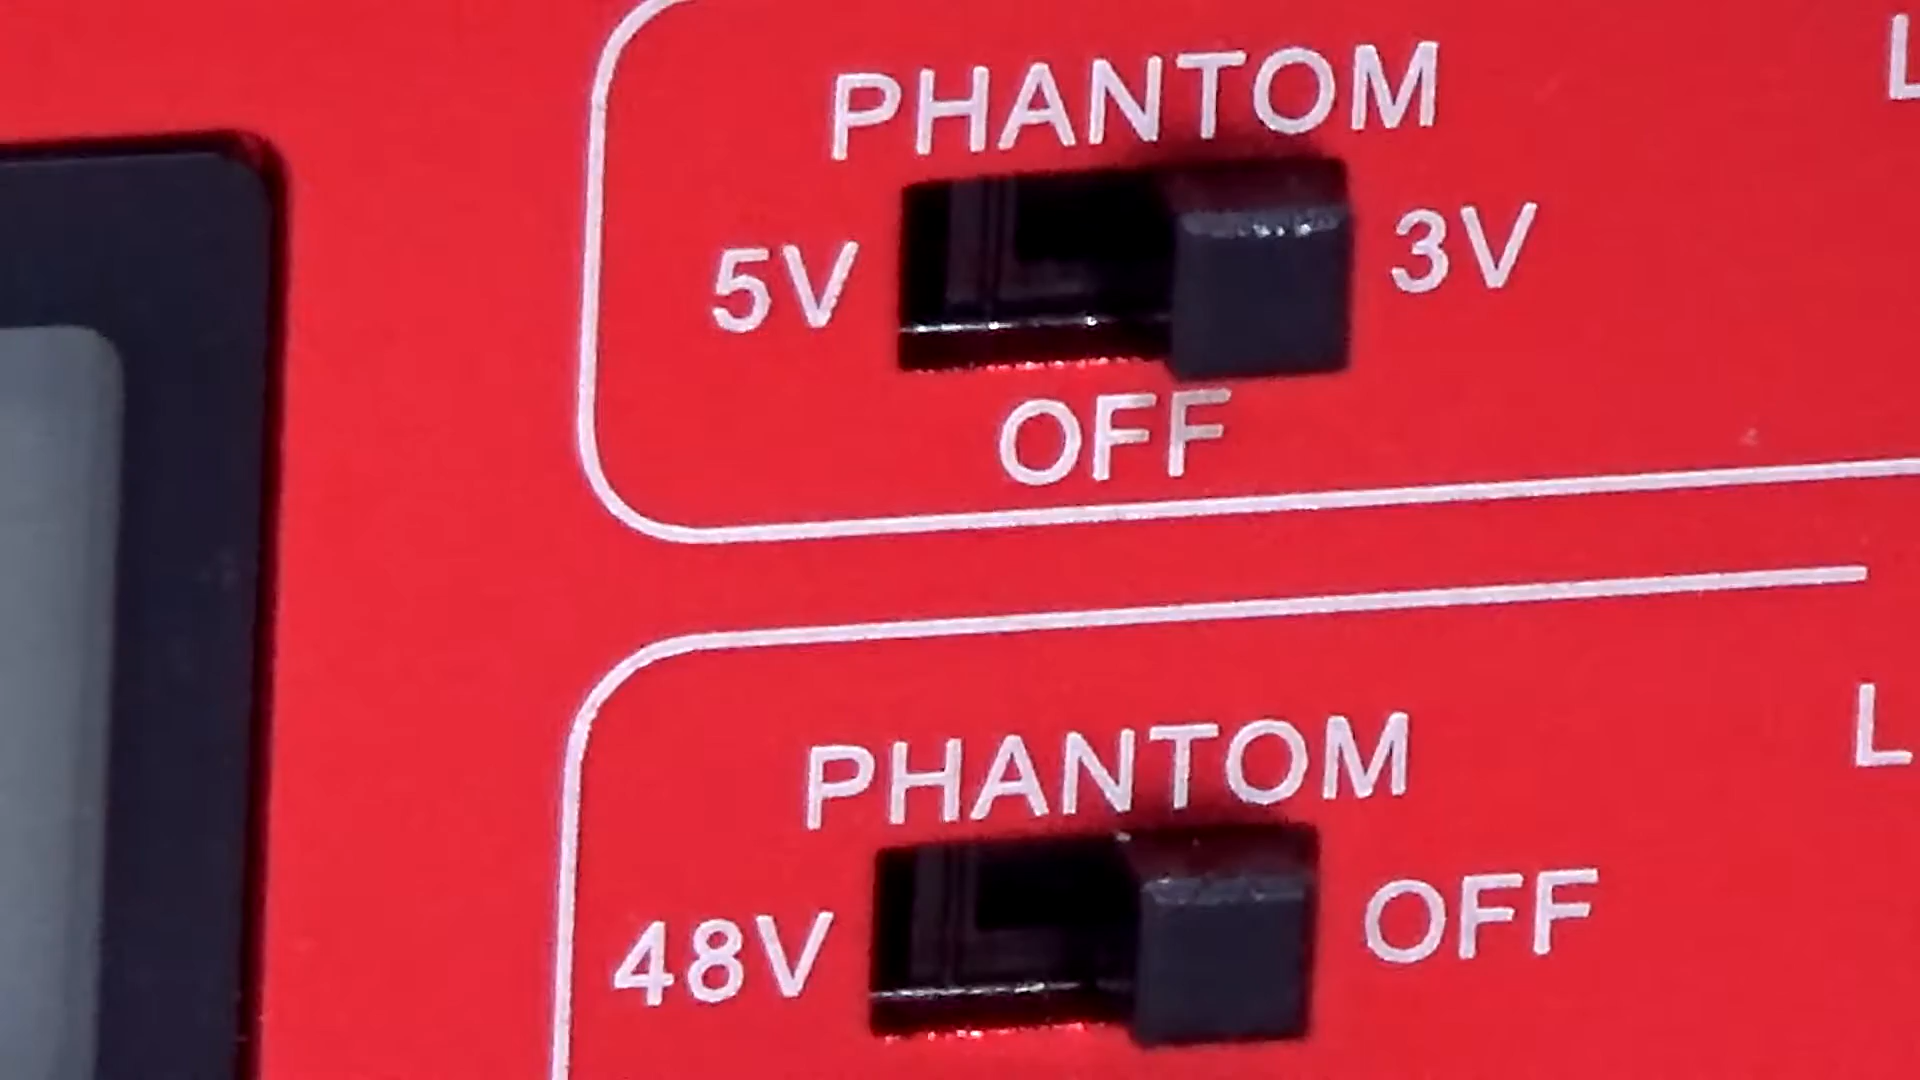 PHANTOM
5V 3V
OFF
PHANTOM
48V OFF